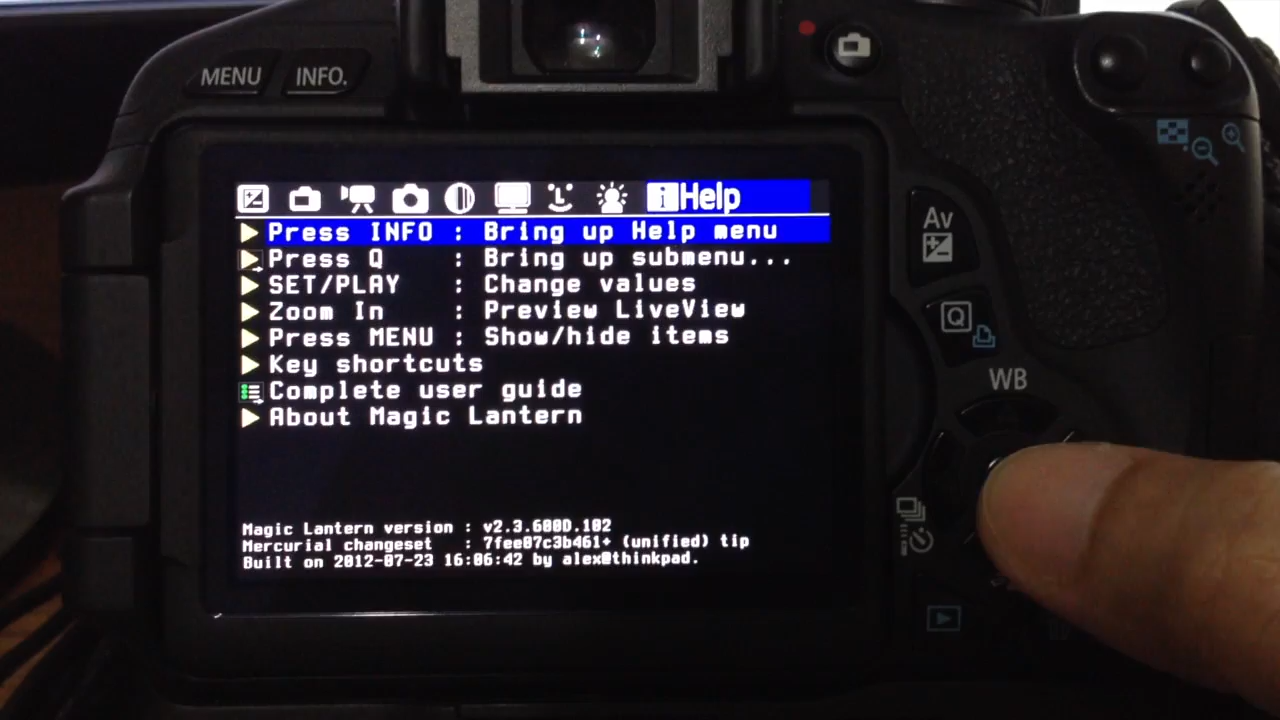 MENU INFO.
Help
Press INFO : Bring up Help menu
Press Q : Bring up submenu...
SET/PLAY : Change values
Zoom In : Preview LiveView
Press MENU : Show/hide items
Key shortcuts
Complete user guide
About Magic Lantern
Magic Lantern version : v2.3.600D.102
Mercurial changeset : 7fee07c3b461+ (unified) tip
Built on 2012-07-23 16:06:42 by alex@thinkpad.
Av
Q
WB